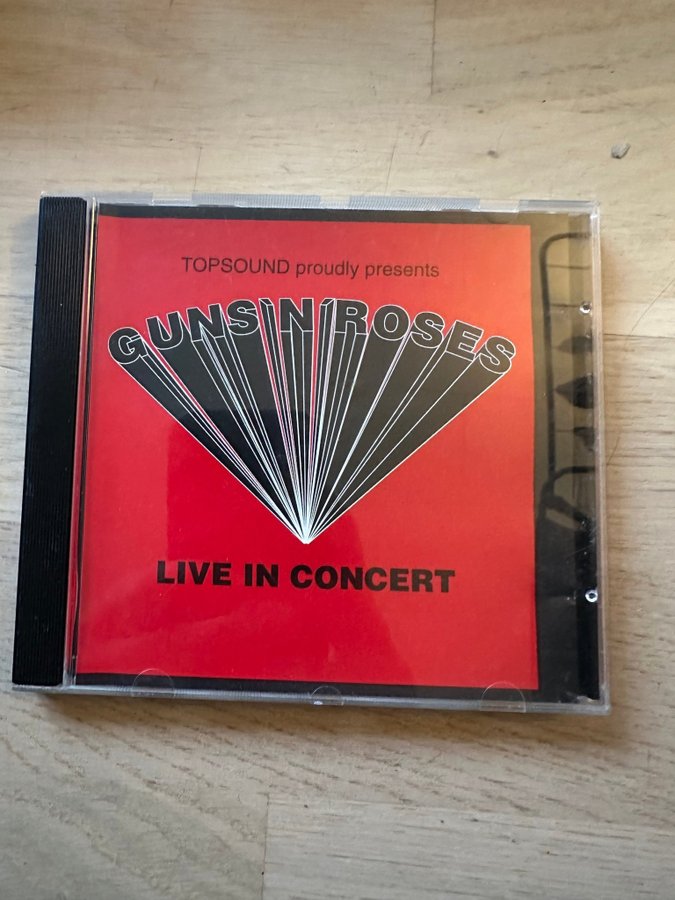 TOPSOUND proudly presents
GUNS'N'ROSES
LIVE IN CONCERT